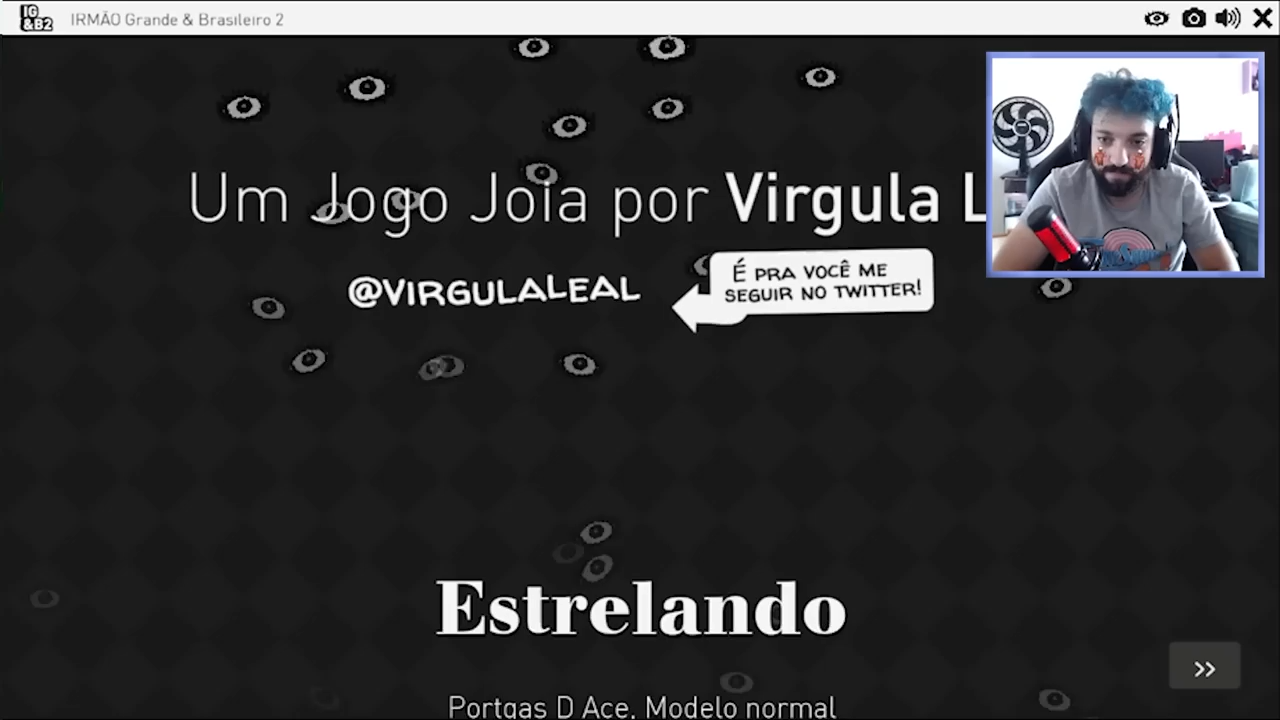 IG
&B2
IRMÃO Grande & Brasileiro 2
Um Jogo Joia por Virgula L
@VIRGULALEAL
É PRA VOCÊ ME
SEGUIR NO TWITTER!
Estrelando
Portgas D Ace, Modelo normal